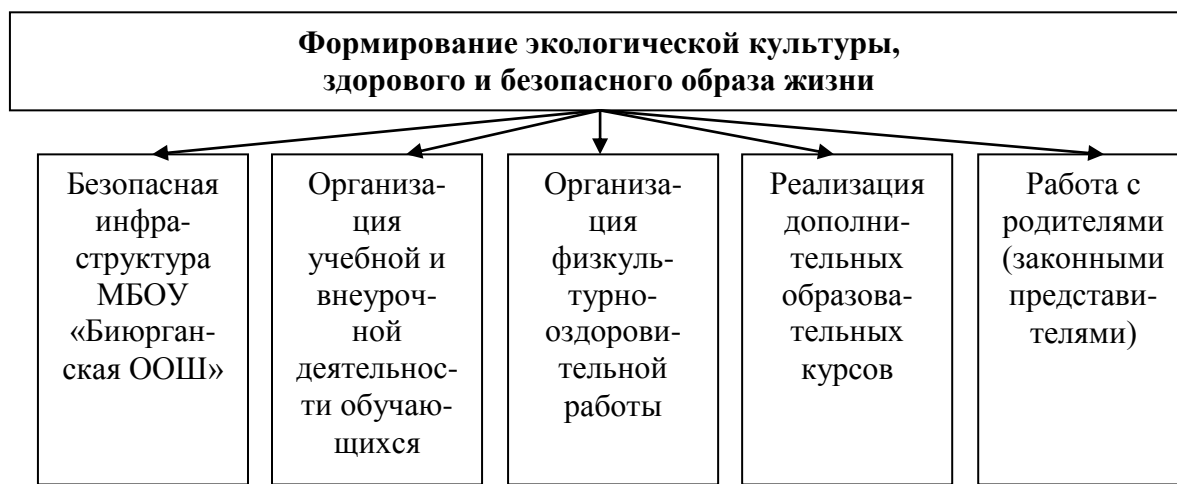 Формирование экологической культуры,
здорового и безопасного образа жизни
Безопасная
инфра-
структура
МБОУ
«Биюрган-
ская ООШ»
Организа-
ция
учебной и
внеуроч-
ной
деятельнос-
ти обучаю-
щихся
Организа-
ция
физкуль-
турно-
оздорови-
тельной
работы
Реализация
дополни-
тельных
образова-
тельных
курсов
Работа с
родителями
(законными
представи-
телями)